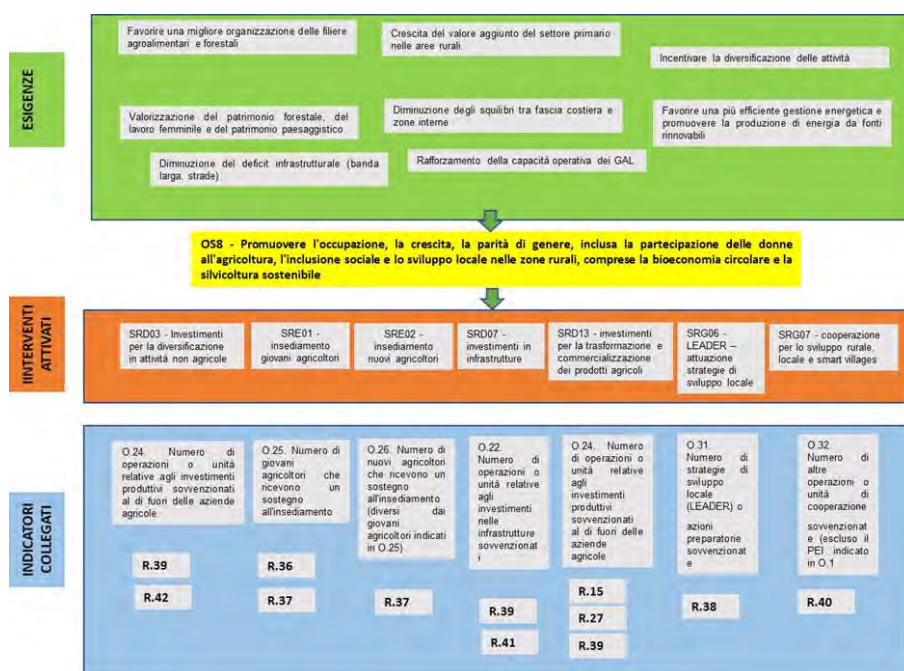 ESIGENZE
Favorire una migliore organizzazione delle filiere
agroalimentari e forestali
Crescita del valore aggiunto del settore primario
nelle aree rurali.
Incentivare la diversificazione delle attività
Valorizzazione del patrimonio forestale, del
lavoro femminile e del patrimonio paesaggistico
Diminuzione degli squilibri tra fascia costiera e
zone interne
Favorire una più efficiente gestione energetica e
promuovere la produzione di energia da fonti
rinnovabili
Diminuzione del deficit infrastrutturale (banda
larga, strade)
Rafforzamento della capacità operativa dei GAL
OS8 - Promuovere l'occupazione, la crescita, la parità di genere, inclusa la partecipazione delle donne
all'agricoltura, l'inclusione sociale e lo sviluppo locale nelle zone rurali, comprese la bioeconomia circolare e la
silvicoltura sostenibile
IINTERVENTI
ATTIVATI
SRD03 - Investimenti
per la diversificazione
in attività non agricole
SRE01 -
insediamento
giovani agricoltori
SRE02 -
insediamento
nuovi agricoltori
SRD07 -
investimenti in
infrastrutture
SRD13 - investimenti
per la trasformazione e
commercializzazione
dei prodotti agricoli
SRG06 -
LEADER –
attuazione
strategie di
sviluppo locale
SRG07 - cooperazione
per lo sviluppo rurale,
locale e smart villages
INDICATORI
COLLEGATI
O.24. Numero di
operazioni o unità
relative agli investimenti
produttivi sovvenzionati
al di fuori delle aziende
agricole.
R.39
R.42
O.25. Numero di
giovani
agricoltori che
ricevono un
sostegno
all'insediamento
R.36
R.37
O.26. Numero di
nuovi agricoltori
che ricevono un
sostegno
all'insediamento
(diversi dai
giovani
agricoltori indicati
in O.25)
R.37
O.22.
Numero di
operazioni o
unità relative
agli
investimenti
nelle
infrastrutture
sovvenzionat
i
R.39
R.41
O.24. Numero
di operazioni o
unità relative
agli
investimenti
produttivi
sovvenzionati
al di fuori delle
aziende
agricole
R.15
R.27
R.39
O.31.
Numero di
strategie di
sviluppo
locale
(LEADER) o
azioni
preparatorie
sovvenzionat
e
R.38
O.32
Numero di
altre
operazioni o
unità di
cooperazione
sovvenzionat
e (escluso il
PEI indicato
in O.1
R.40